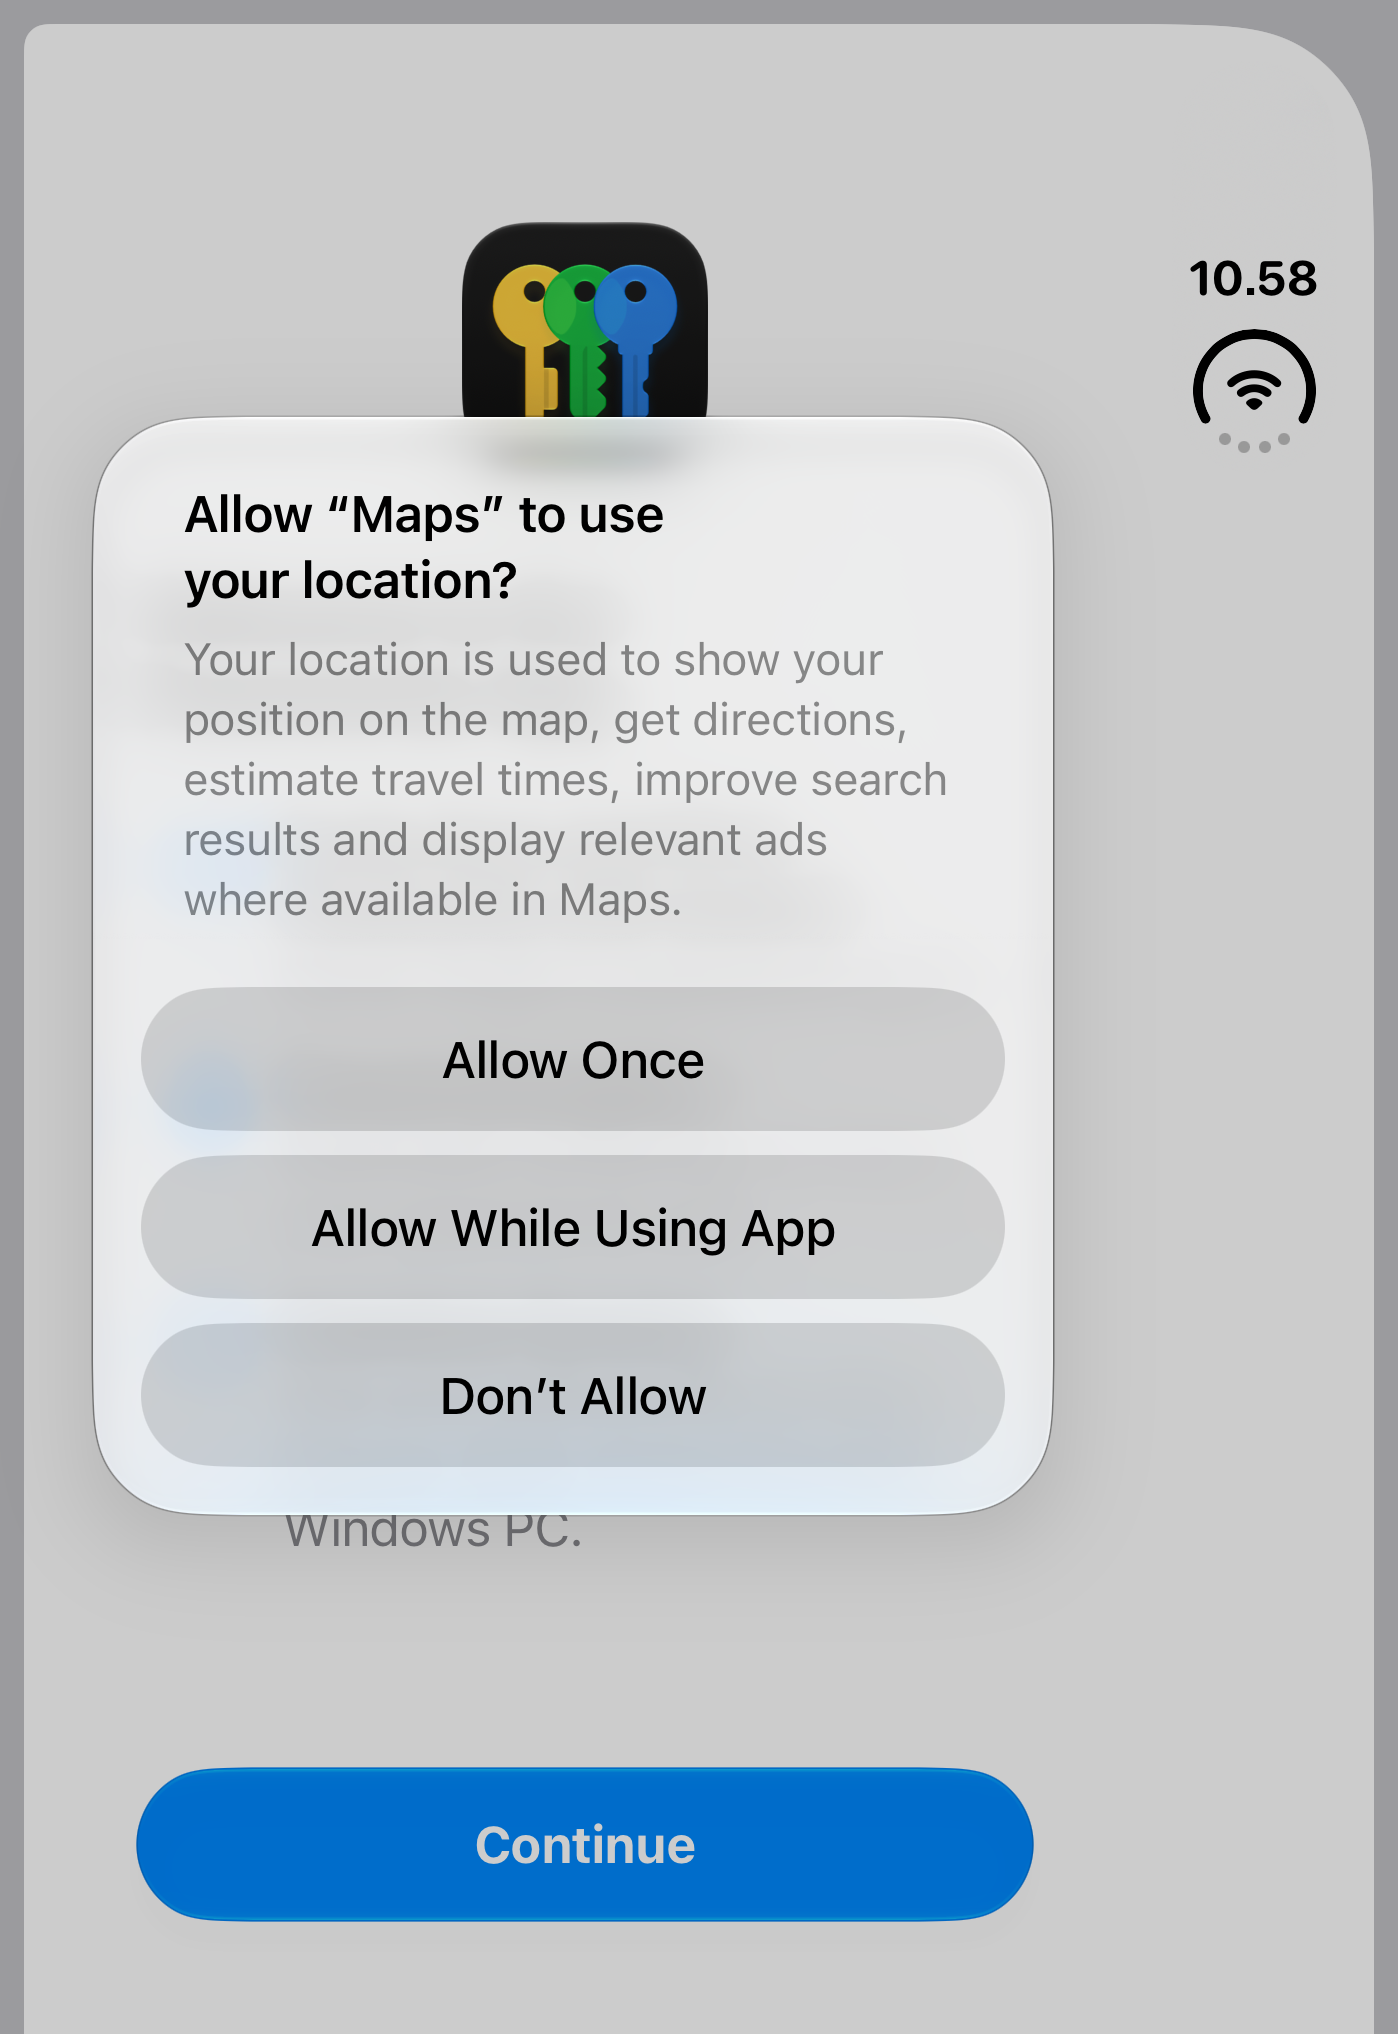 10.58
Allow “Maps” to use
your location?
Your location is used to show your
position on the map, get directions,
estimate travel times, improve search
results and display relevant ads
where available in Maps.
Allow Once
Allow While Using App
Don’t Allow
Windows PC.
Continue